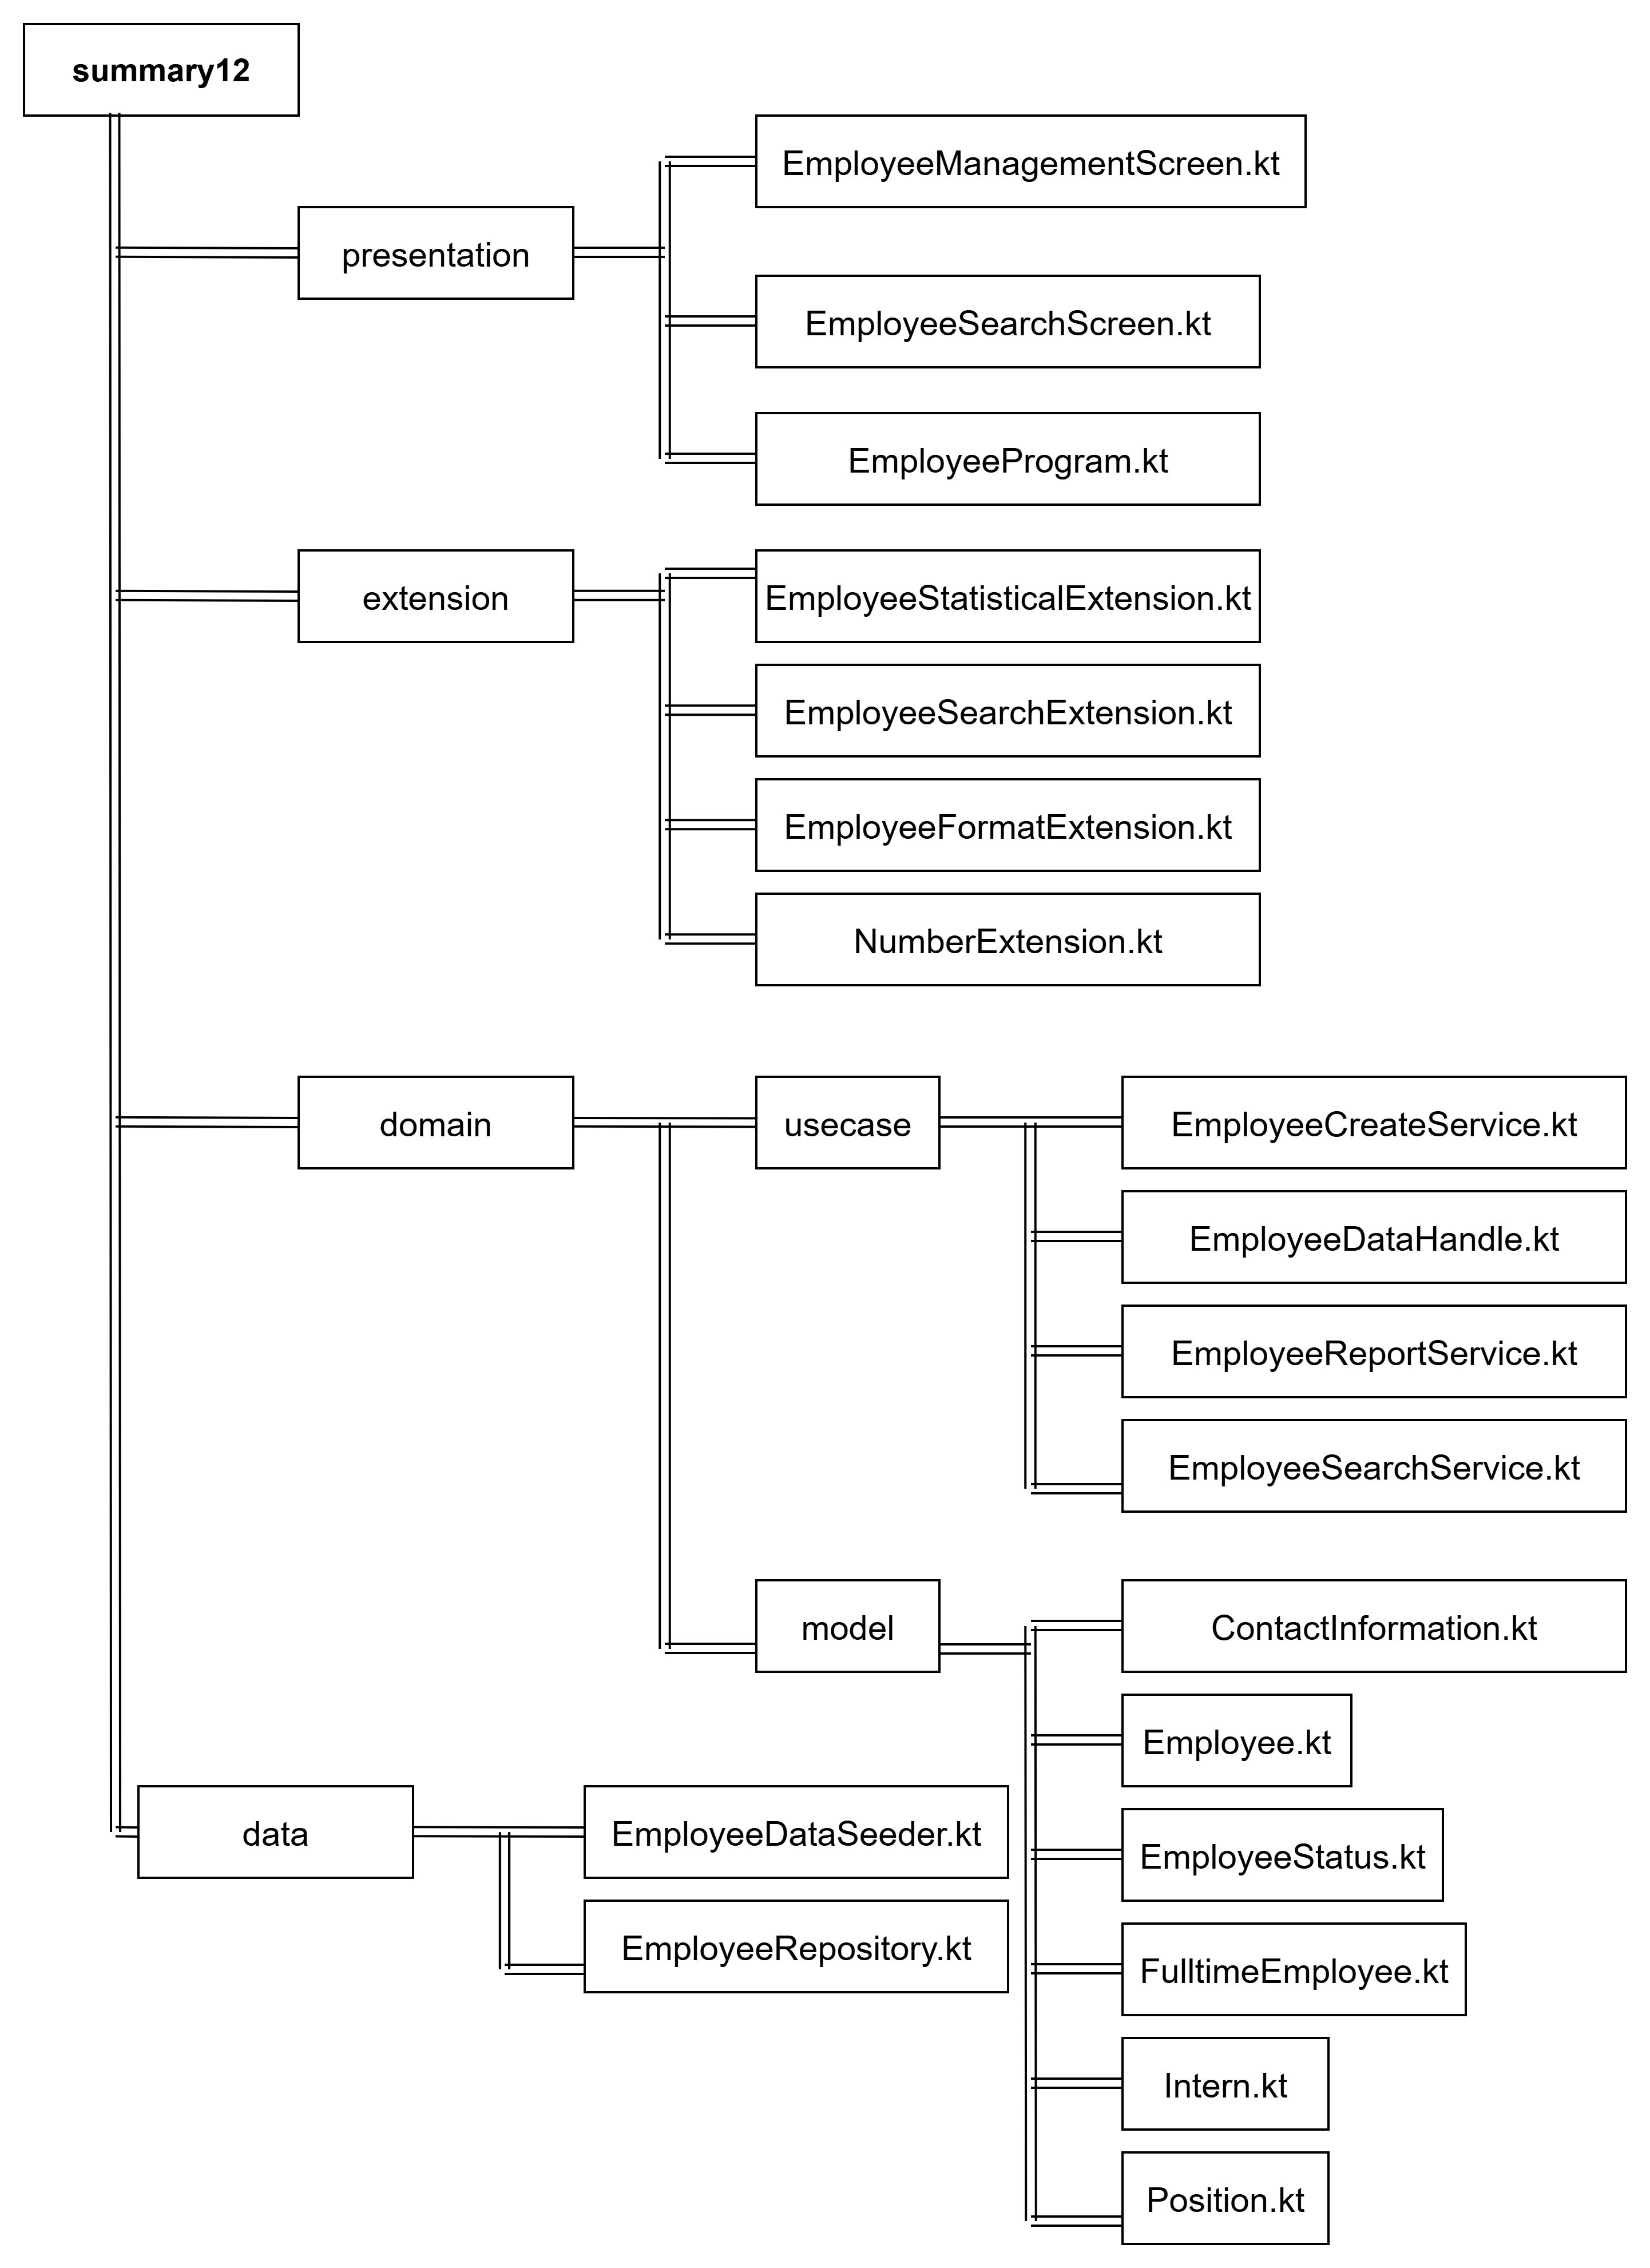 summary12
presentation
EmployeeManagementScreen.kt
EmployeeSearchScreen.kt
EmployeeProgram.kt
extension
EmployeeStatisticalExtension.kt
EmployeeSearchExtension.kt
EmployeeFormatExtension.kt
NumberExtension.kt
domain
usecase
EmployeeCreateService.kt
EmployeeDataHandle.kt
EmployeeReportService.kt
EmployeeSearchService.kt
model
ContactInformation.kt
Employee.kt
EmployeeStatus.kt
FulltimeEmployee.kt
Intern.kt
Position.kt
data
EmployeeDataSeeder.kt
EmployeeRepository.kt